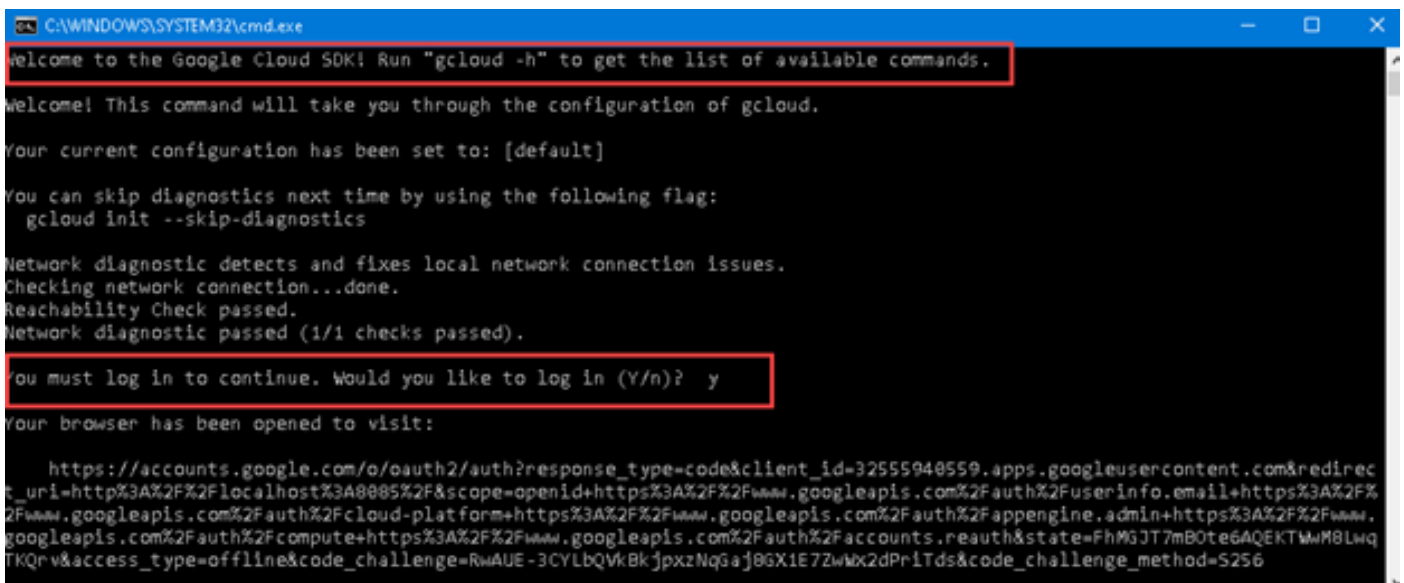 C:\WINDOWS\SYSTEM32\cmd.exe
Welcome to the Google Cloud SDK! Run "gcloud -h" to get the list of available commands.
Welcome! This command will take you through the configuration of gcloud.
Your current configuration has been set to: [default]
You can skip diagnostics next time by using the following flag:
gcloud init --skip-diagnostics
Network diagnostic detects and fixes local network connection issues.
Checking network connection...done.
Reachability Check passed.
Network diagnostic passed (1/1 checks passed).
You must log in to continue. Would you like to log in (Y/n)? y
Your browser has been opened to visit:
https://accounts.google.com/o/oauth2/auth?response_type=code&client_id=32555940559.apps.googleusercontent.com&redirec
t_uri=http%3A%2F%2Flocalhost%3A8085%2F&scope=openid+https%3A%2F%2Fwww.googleapis.com%2Fauth%2Fuserinfo.email+https%3A%2F%
2Fwww.googleapis.com%2Fauth%2Fcloud-platform+https%3A%2F%2Fwww.googleapis.com%2Fauth%2Fappengine.admin+https%3A%2F%2Fwww.
googleapis.com%2Fauth%2Fcompute+https%3A%2F%2Fwww.googleapis.com%2Fauth%2Faccounts.reauth&state=FhMGJT7mBOte6AQEKTWwM8Lwq
TKQrv&access_type=offline&code_challenge=RwAUE-3CYLbQVkBkjpxzNqGaj8GX1E7ZwWx2dPriTds&code_challenge_method=S256